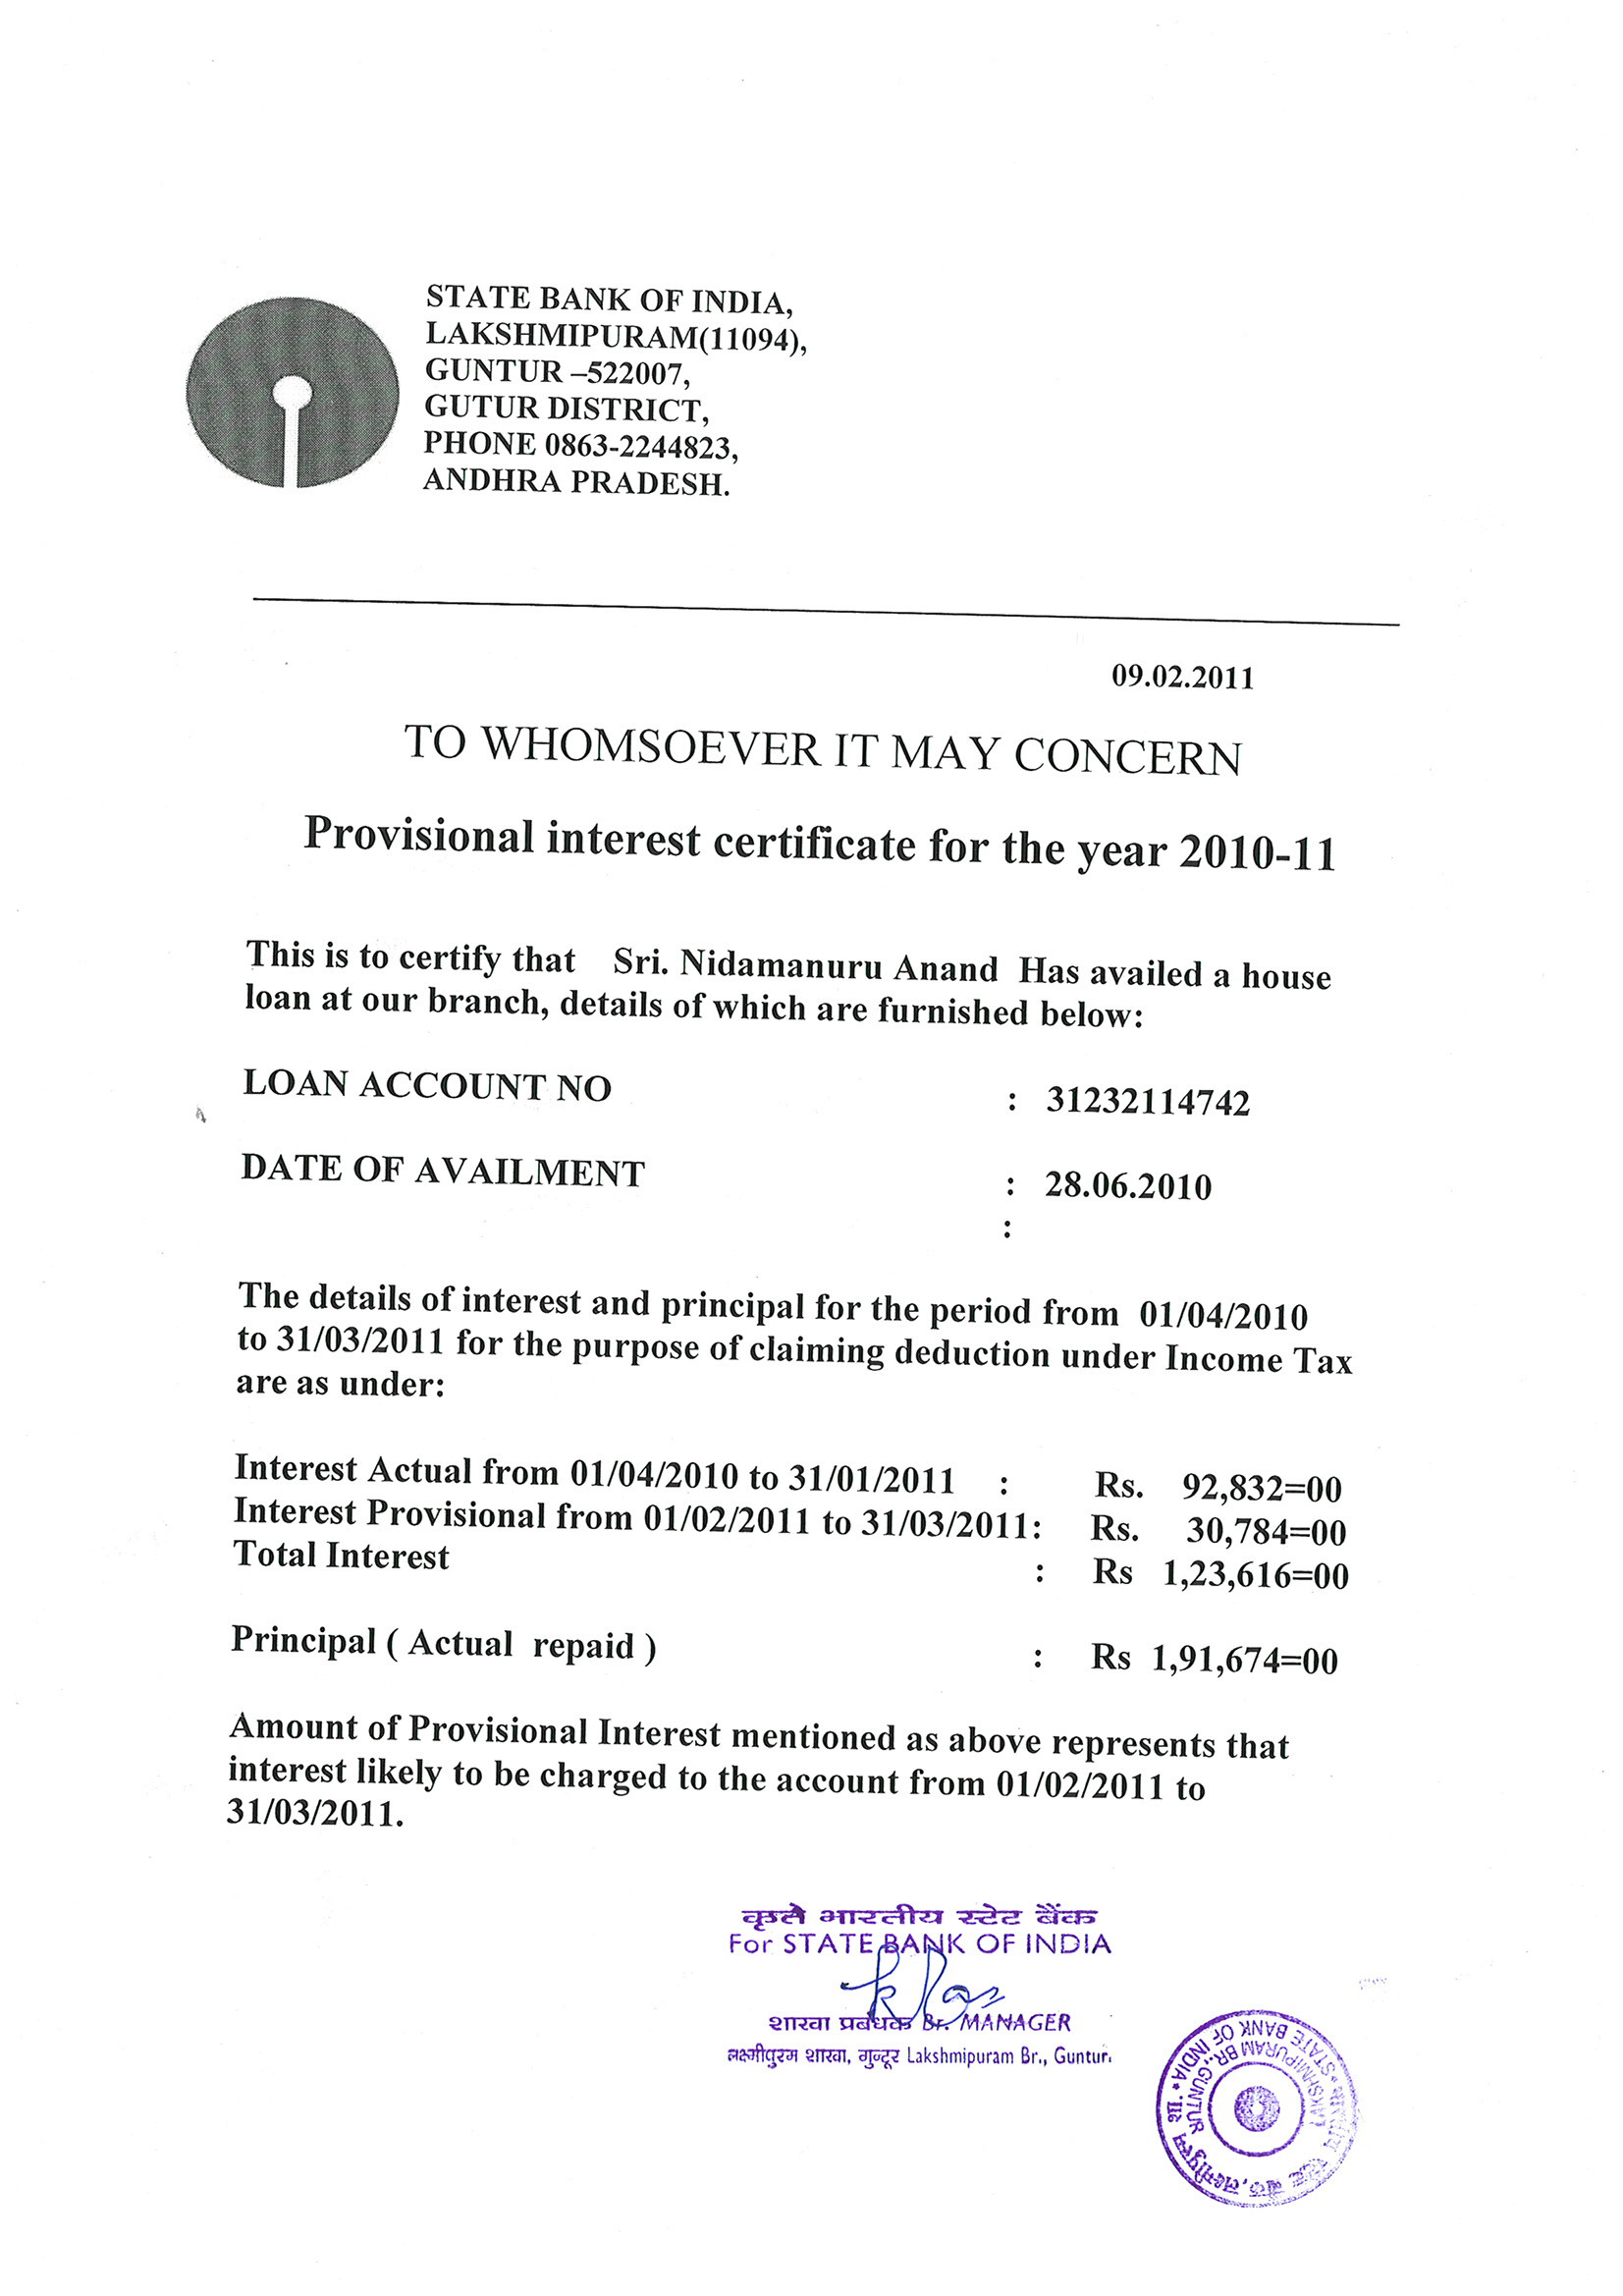 STATE BANK OF INDIA,
LAKSHMIPURAM(11094),
GUNTUR –522007,
GUTUR DISTRICT,
PHONE 0863-2244823,
ANDHRA PRADESH.
09.02.2011
TO WHOMSOEVER IT MAY CONCERN
Provisional interest certificate for the year 2010-11
This is to certify that Sri. Nidamanuru Anand Has availed a house
loan at our branch, details of which are furnished below:
LOAN ACCOUNT NO : 31232114742
DATE OF AVAILMENT : 28.06.2010
:
The details of interest and principal for the period from 01/04/2010
to 31/03/2011 for the purpose of claiming deduction under Income Tax
are as under:
Interest Actual from 01/04/2010 to 31/01/2011 : Rs. 92,832=00
Interest Provisional from 01/02/2011 to 31/03/2011: Rs. 30,784=00
Total Interest : Rs 1,23,616=00
Principal ( Actual repaid ) : Rs 1,91,674=00
Amount of Provisional Interest mentioned as above represents that
interest likely to be charged to the account from 01/02/2011 to
31/03/2011.
कृते भारतीय स्टेट बैंक
For STATE BANK OF INDIA
शाखा प्रबंधक Br. MANAGER
लक्ष्मीपुरम शाखा, गुन्टूर Lakshmipuram Br., Guntur.
STATE BANK OF INDIA
LAKSHMIPURAM BR., GUNTUR